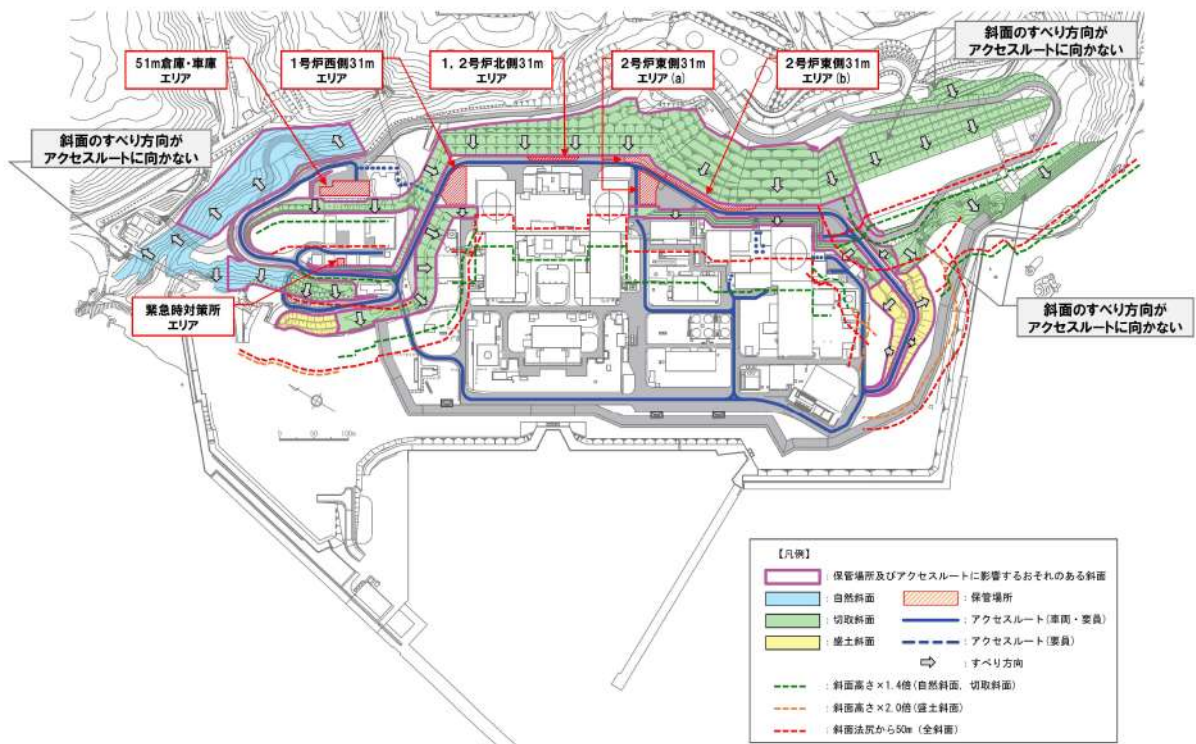 斜面のすべり方向が
アクセスルートに向かない
51m倉庫・車庫
エリア
1号炉西側31m
エリア
1，2号炉北側31m
エリア
2号炉東側31m
エリア(a)
2号炉東側31m
エリア(b)
斜面のすべり方向が
アクセスルートに向かない
緊急時対策所
エリア
斜面のすべり方向が
アクセスルートに向かない
0 50 100m
【凡例】
：保管場所及びアクセスルートに影響するおそれのある斜面
：自然斜面
：保管場所
：切取斜面
：アクセスルート(車両・要員)
：盛土斜面
：アクセスルート(要員)
：すべり方向
：斜面高さ×1.4倍(自然斜面，切取斜面)
：斜面高さ×2.0倍(盛土斜面)
：斜面法尻から50m（全斜面）